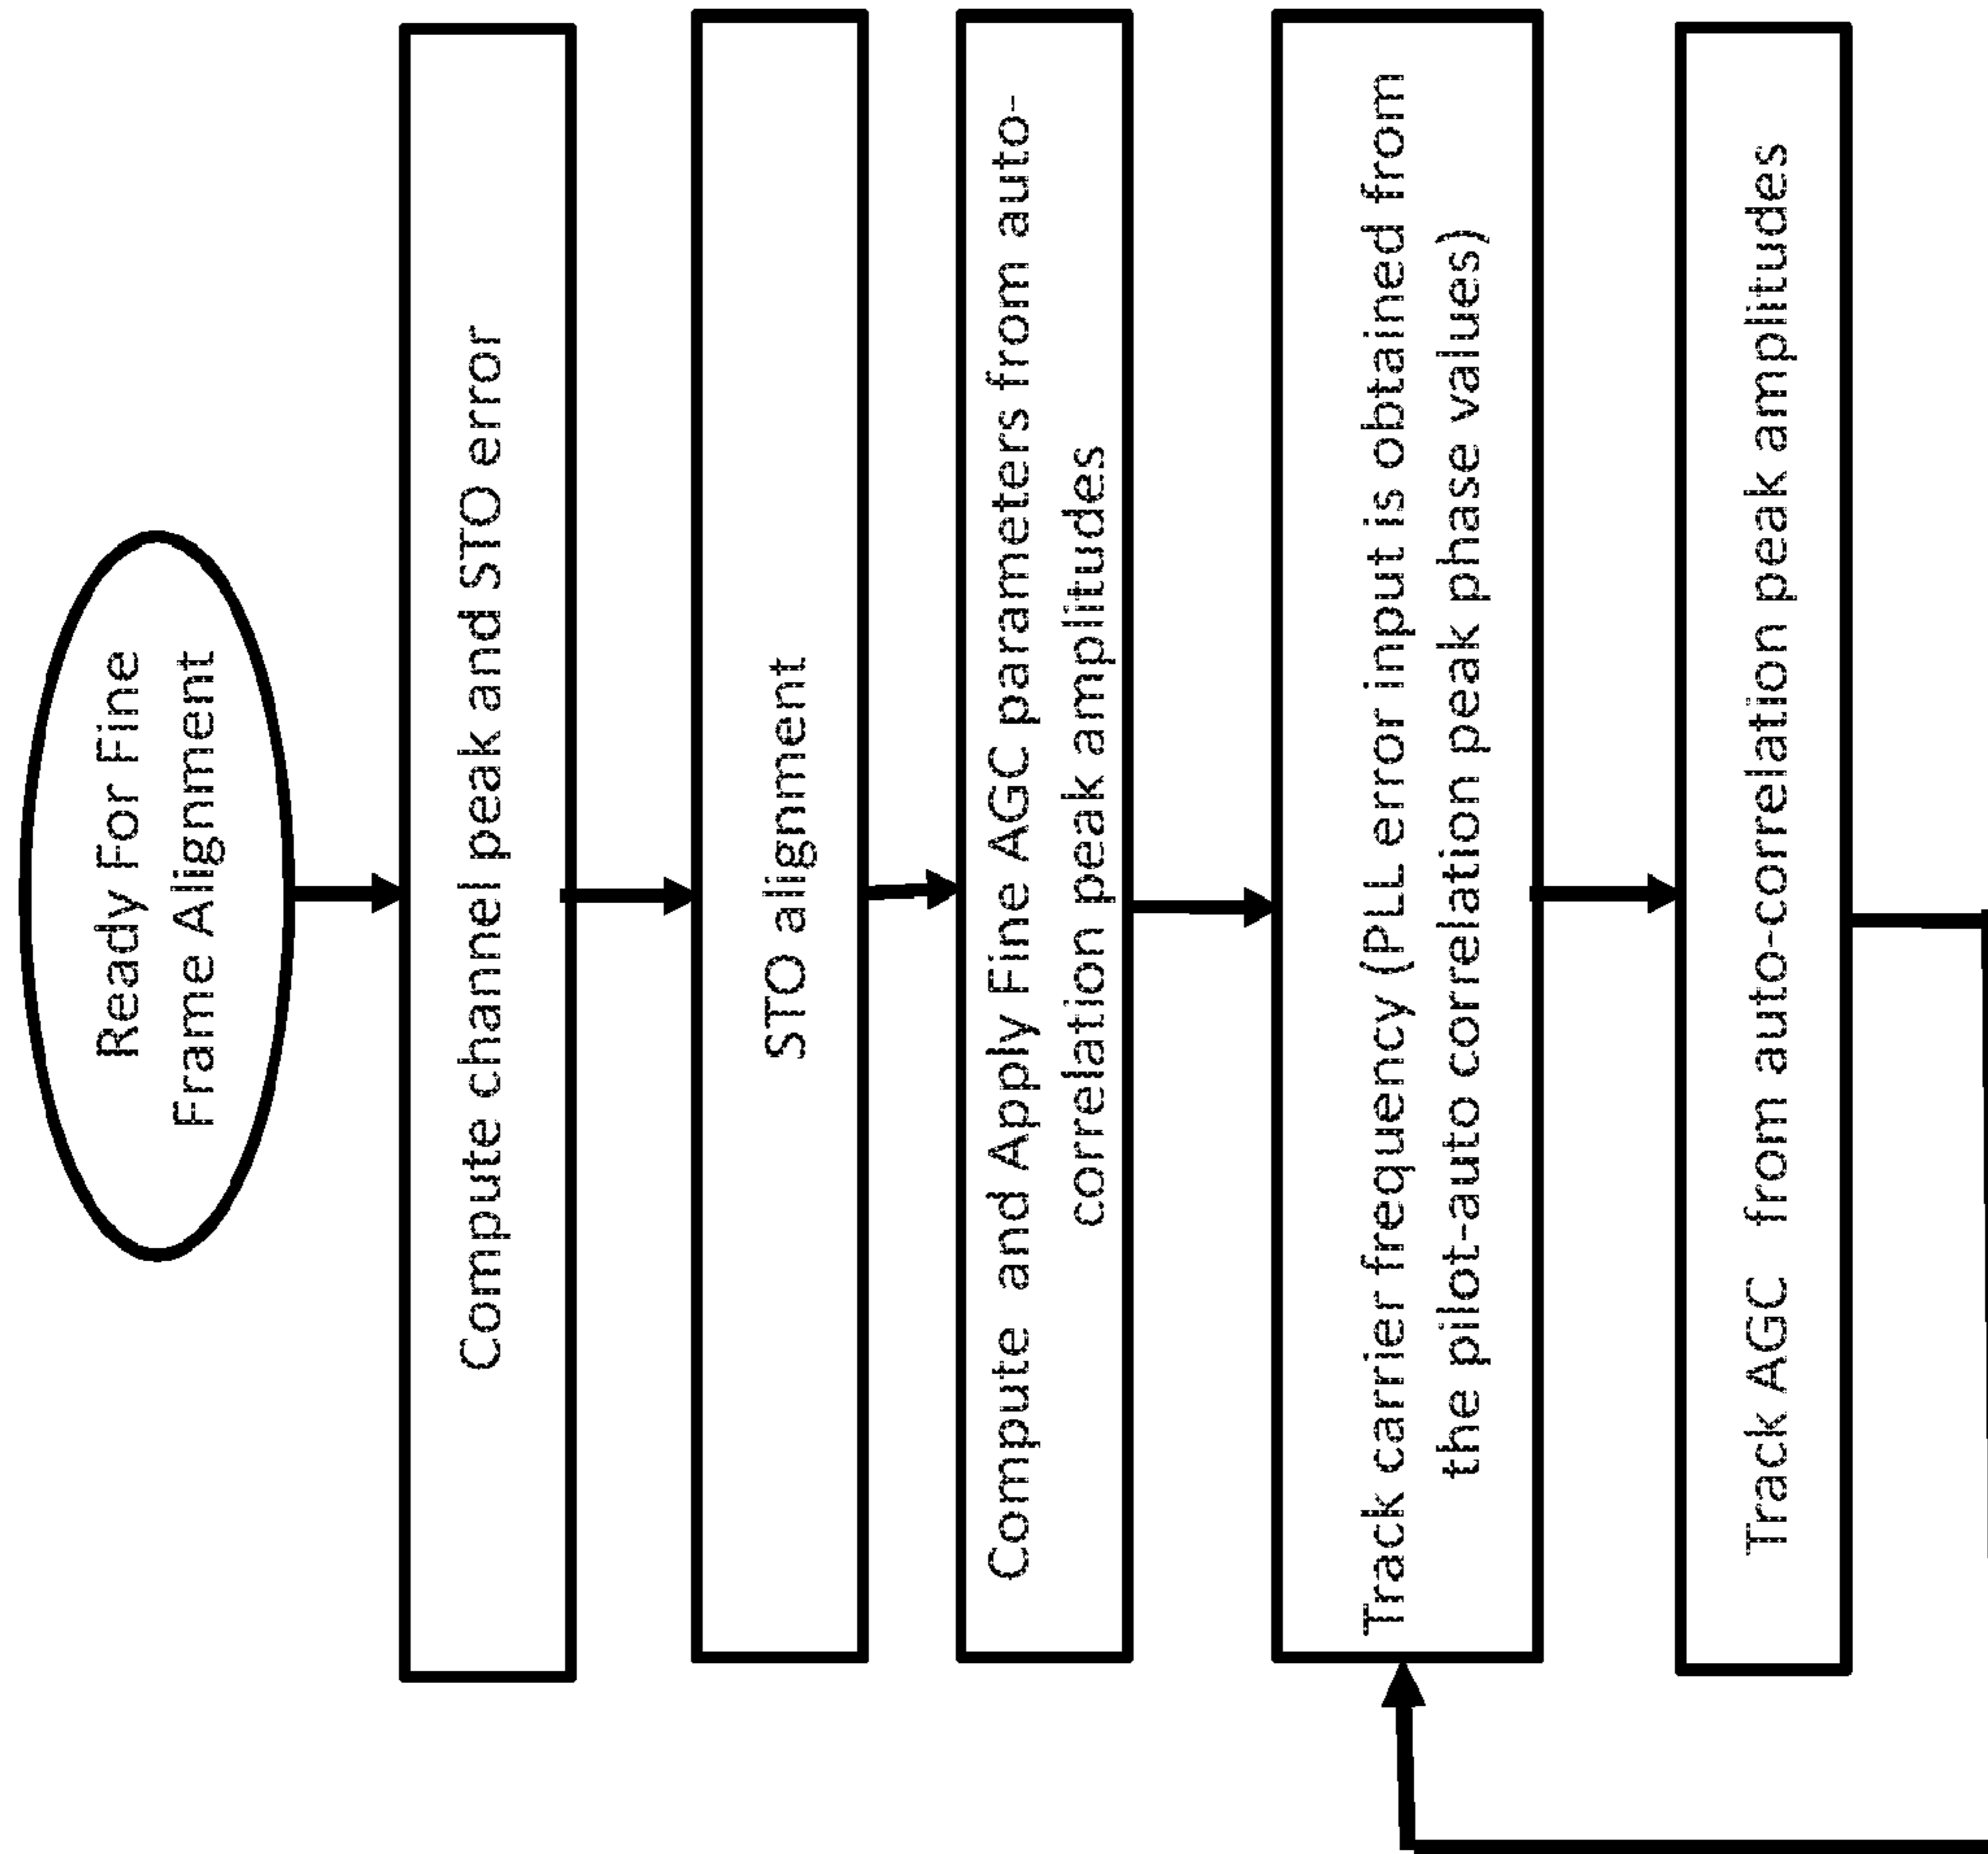 Ready For Fine
Frame Alignment
Compute channel peak and STO error
STO alignment
Compute and Apply Fine AGC parameters from auto-
correlation peak amplitudes
Track carrier frequency (PLL error input is obtained from
the pilot-auto correlation peak phase values)
Track AGC from auto-correlation peak amplitudes